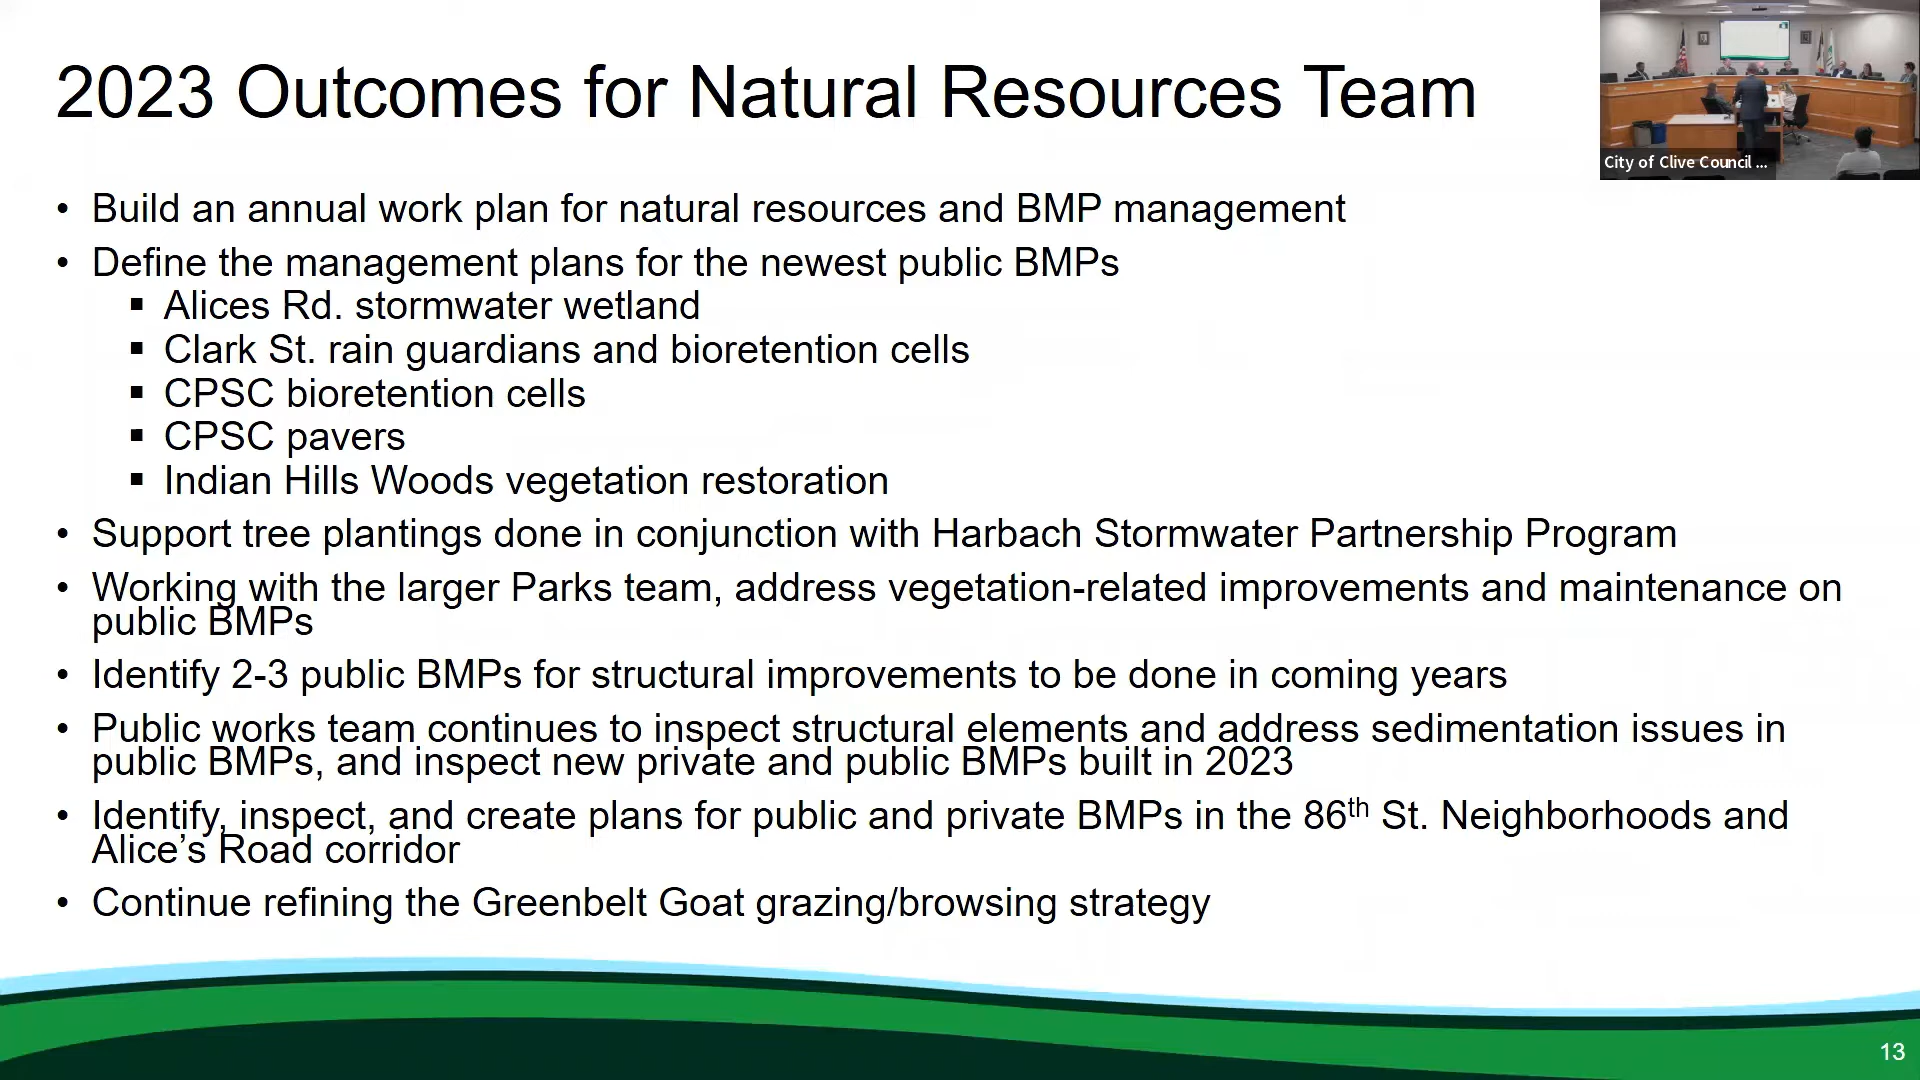 2023 Outcomes for Natural Resources Team
City of Clive Council ...
• Build an annual work plan for natural resources and BMP management
• Define the management plans for the newest public BMPs
▪ Alices Rd. stormwater wetland
▪ Clark St. rain guardians and bioretention cells
▪ CPSC bioretention cells
▪ CPSC pavers
▪ Indian Hills Woods vegetation restoration
• Support tree plantings done in conjunction with Harbach Stormwater Partnership Program
• Working with the larger Parks team, address vegetation-related improvements and maintenance on
public BMPs
• Identify 2-3 public BMPs for structural improvements to be done in coming years
• Public works team continues to inspect structural elements and address sedimentation issues in
public BMPs, and inspect new private and public BMPs built in 2023
• Identify, inspect, and create plans for public and private BMPs in the 86th St. Neighborhoods and
Alice’s Road corridor
• Continue refining the Greenbelt Goat grazing/browsing strategy
13